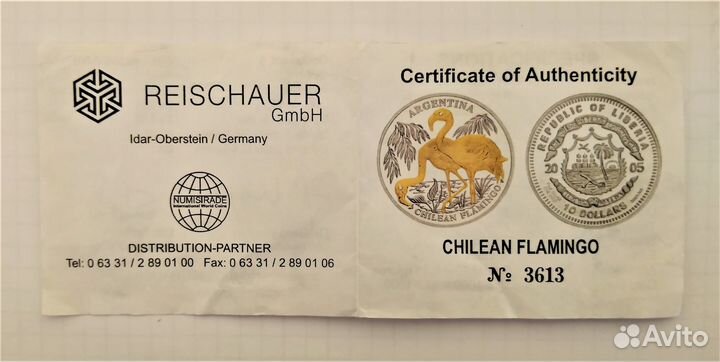 REISCHAUER
GmbH
Idar-Oberstein / Germany
NUMISTRADE
International World Coins
DISTRIBUTION-PARTNER
Tel: 0 63 31 / 2 89 01 00 Fax: 0 63 31 / 2 89 01 06
Certificate of Authenticity
ARGENTINA
CHILEAN FLAMINGO
REPUBLIC OF LIBERIA
20 05
10 DOLLARS
CHILEAN FLAMINGO
№ 3613
Avito